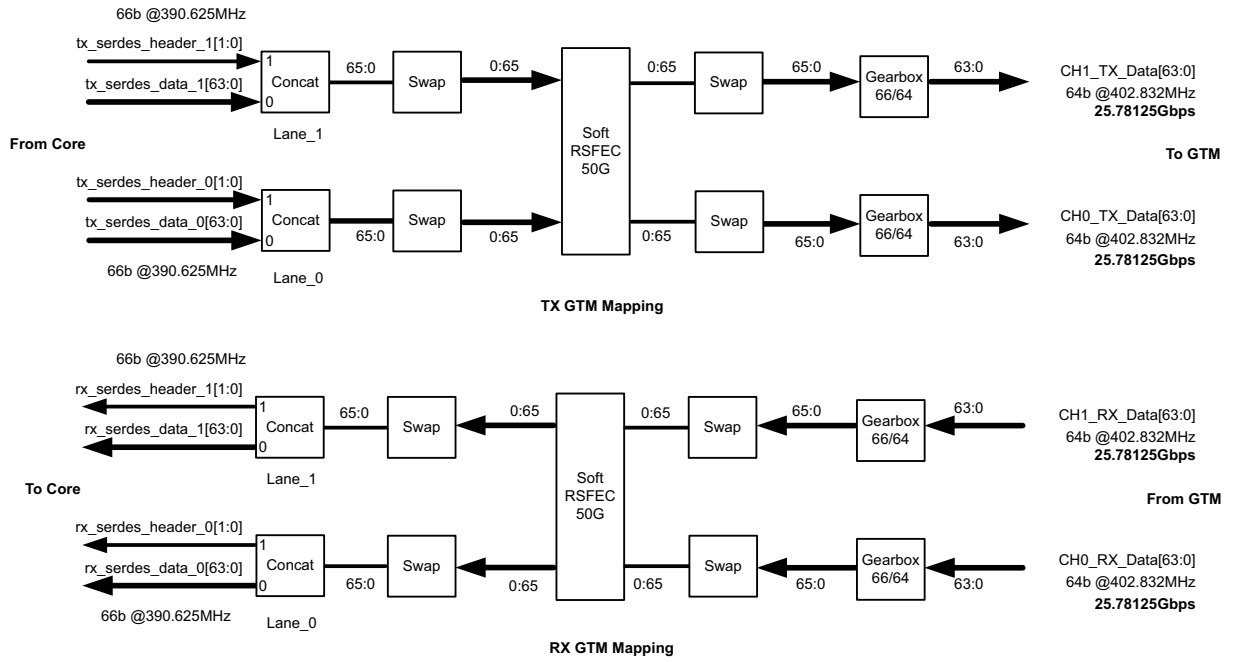 66b @390.625MHz
tx_serdes_header_1[1:0]
tx_serdes_data_1[63:0]
1
Concat
0
Lane_1
65:0
Swap
0:65
Soft
RSFEC
50G
0:65
Swap
65:0
Gearbox
66/64
63:0
CH1_TX_Data[63:0]
64b @402.832MHz
25.78125Gbps
From Core
To GTM
tx_serdes_header_0[1:0]
tx_serdes_data_0[63:0]
66b @390.625MHz
1
Concat
0
Lane_0
65:0
Swap
0:65
0:65
Swap
65:0
Gearbox
66/64
63:0
CH0_TX_Data[63:0]
64b @402.832MHz
25.78125Gbps
TX GTM Mapping
66b @390.625MHz
rx_serdes_header_1[1:0]
rx_serdes_data_1[63:0]
1
Concat
0
Lane_1
65:0
Swap
0:65
Soft
RSFEC
50G
0:65
Swap
65:0
Gearbox
66/64
63:0
CH1_RX_Data[63:0]
64b @402.832MHz
25.78125Gbps
To Core
From GTM
rx_serdes_header_0[1:0]
rx_serdes_data_0[63:0]
66b @390.625MHz
1
Concat
0
Lane_0
65:0
Swap
0:65
0:65
Swap
65:0
Gearbox
66/64
63:0
CH0_RX_Data[63:0]
64b @402.832MHz
25.78125Gbps
RX GTM Mapping